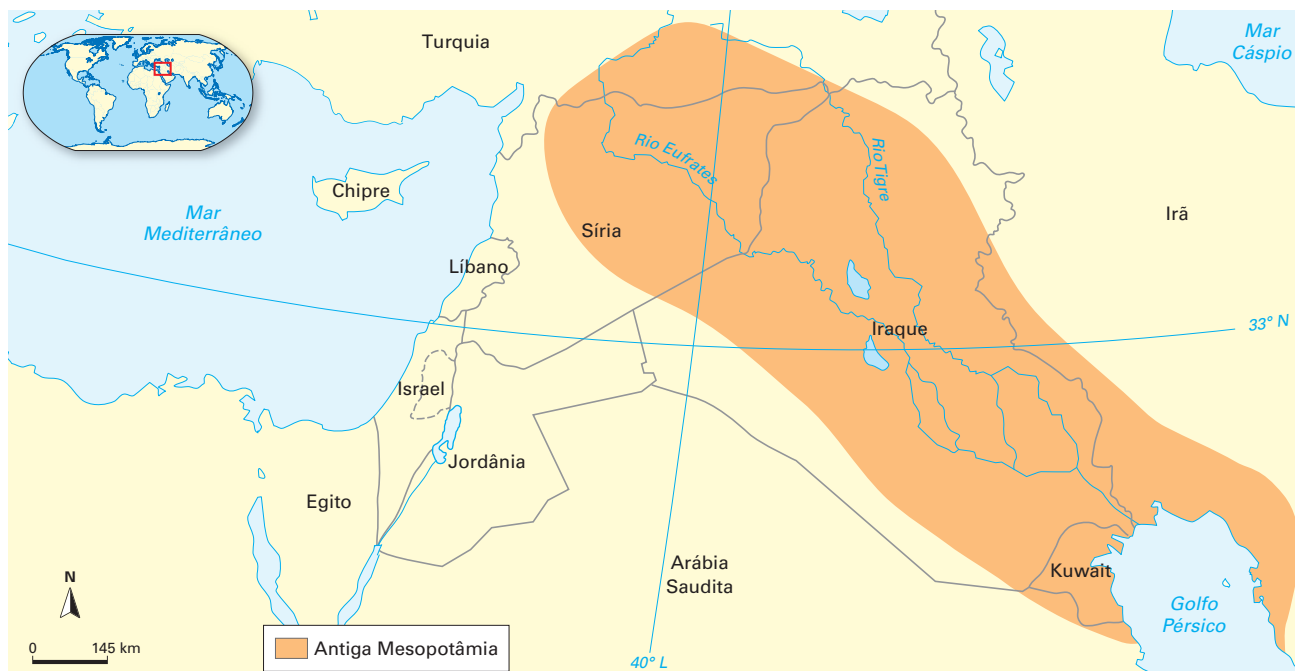 Turquia
Mar
Cáspio
Rio Eufrates
Rio Tigre
Chipre
Mar
Mediterrâneo
Síria
Irã
Líbano
Iraque
33° N
Israel
Jordânia
Egito
Arábia
Saudita
Kuwait
Golfo
Pérsico
N
0 145 km
Antiga Mesopotâmia
40° L